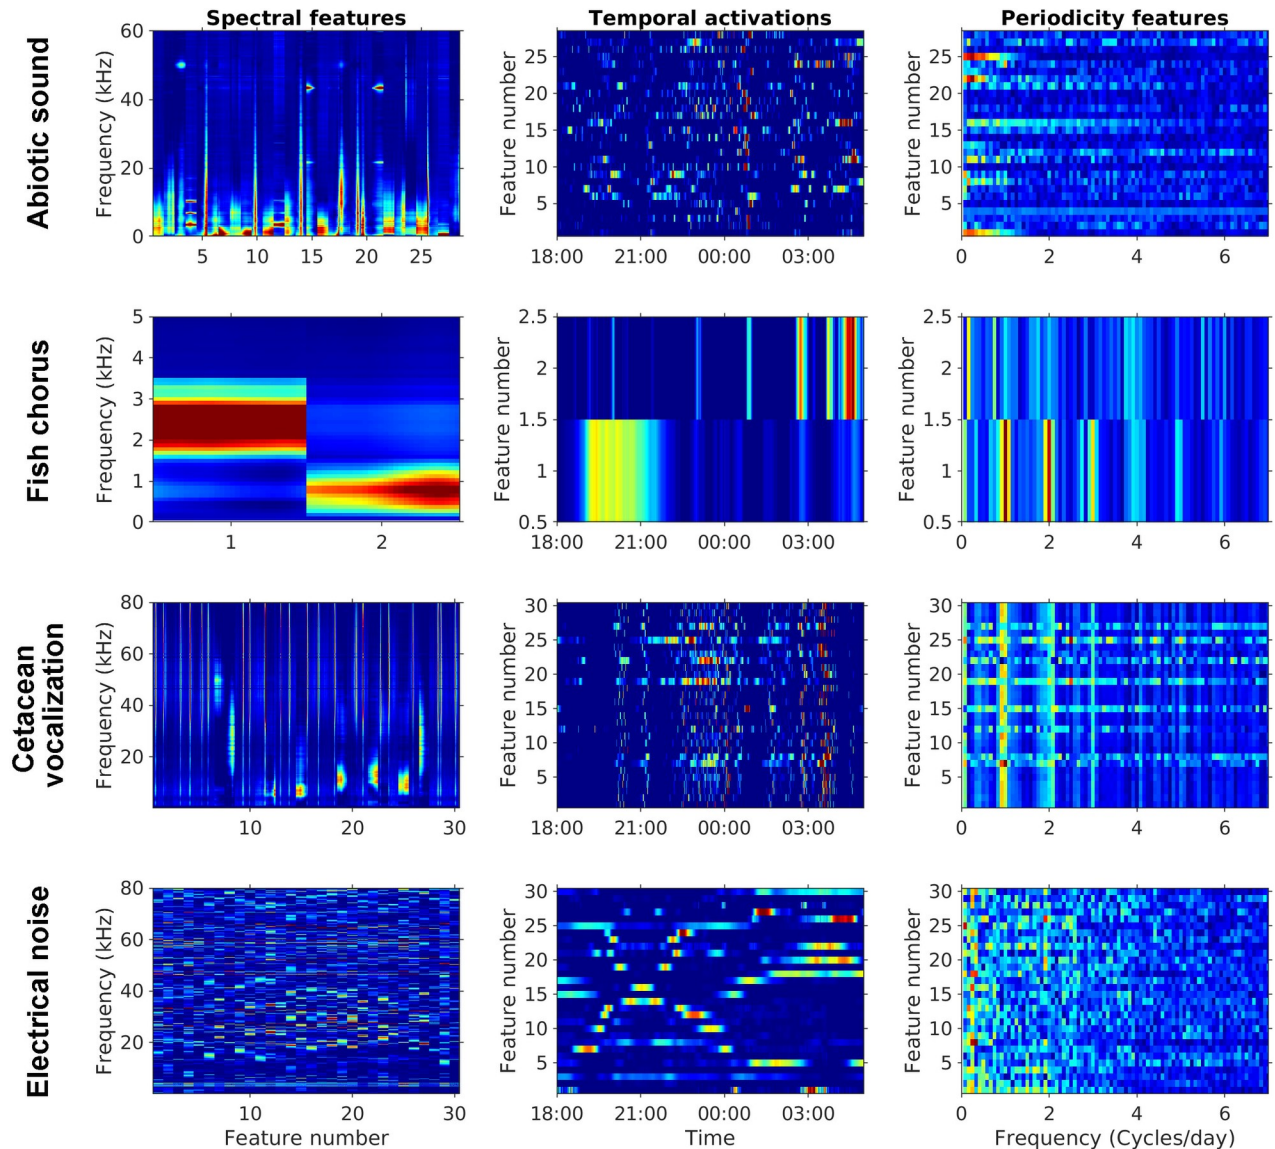 Spectral features Temporal activations Periodicity features
Abiotic sound
Frequency (kHz)
60
40
20
0
5 10 15 20 25
Feature number
25
20
15
10
5
18:00 21:00 00:00 03:00
Feature number
25
20
15
10
5
0 2 4 6
Fish chorus
Frequency (kHz)
5
4
3
2
1
0
1 2
Feature number
2.5
2
1.5
1
0.5
18:00 21:00 00:00 03:00
Feature number
2.5
2
1.5
1
0.5
0 2 4 6
Cetacean
vocalization
Frequency (kHz)
80
60
40
20
10 20 30
Feature number
30
25
20
15
10
5
18:00 21:00 00:00 03:00
Feature number
30
25
20
15
10
5
0 2 4 6
Electrical noise
Frequency (kHz)
80
60
40
20
10 20 30
Feature number
Feature number
30
25
20
15
10
5
18:00 21:00 00:00 03:00
Time
Feature number
30
25
20
15
10
5
0 2 4 6
Frequency (Cycles/day)